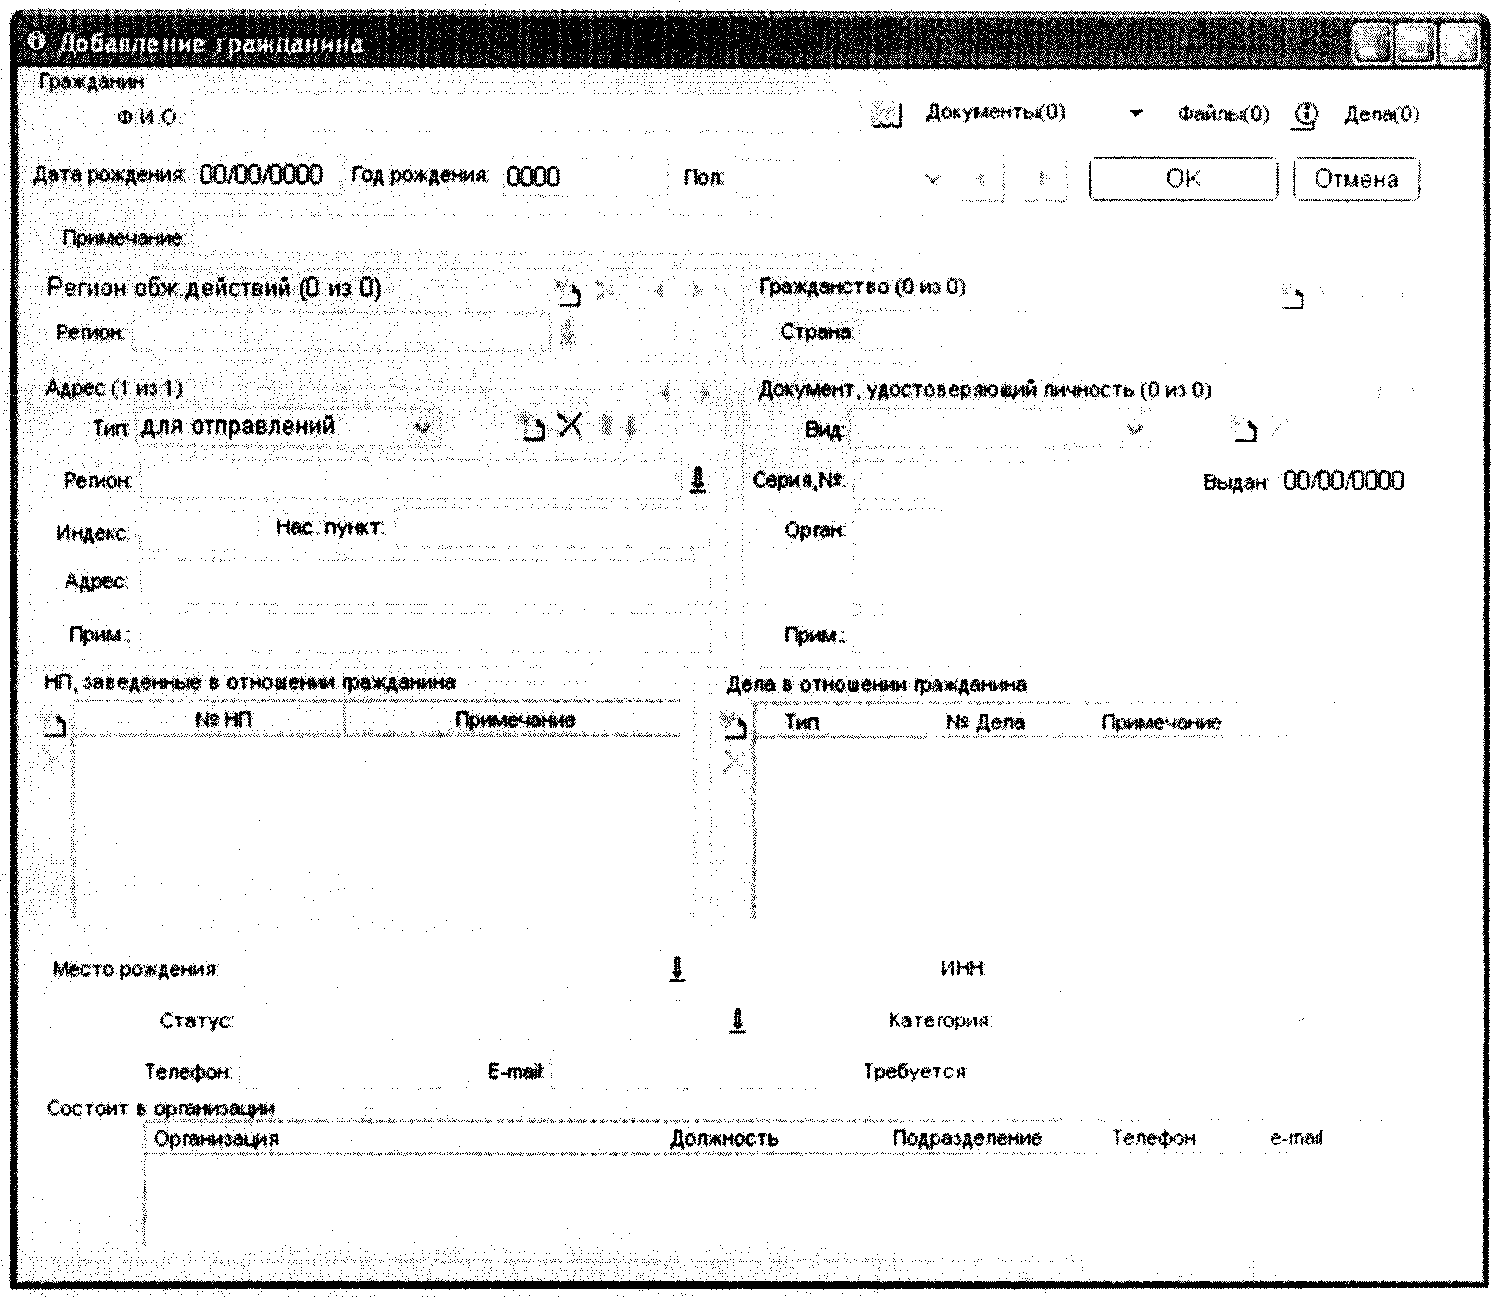 Добавление гражданина
Гражданин
Ф.И.О.
Документы(0) Файлы(0) Дела(0)
Дата рождения: 00/00/0000 Год рождения: 0000 Пол: OK Отмена
Примечание:
Регион обж.действий (0 из 0) Гражданство (0 из 0)
Регион: Страна:
Адрес (1 из 1) Документ, удостоверяющий личность (0 из 0)
Тип: для отправлений Вид:
Регион: Серия,№: Выдан: 00/00/0000
Индекс: Нас. пункт: Орган:
Адрес:
Прим.: Прим.:
НП, заведенные в отношении гражданина Дела в отношении гражданина
№ НП Примечание Тип № Дела Примечание
Место рождения: ИНН:
Статус: Категория:
Телефон: E-mail: Требуется
Состоит в организации
Организация Должность Подразделение Телефон e-mail